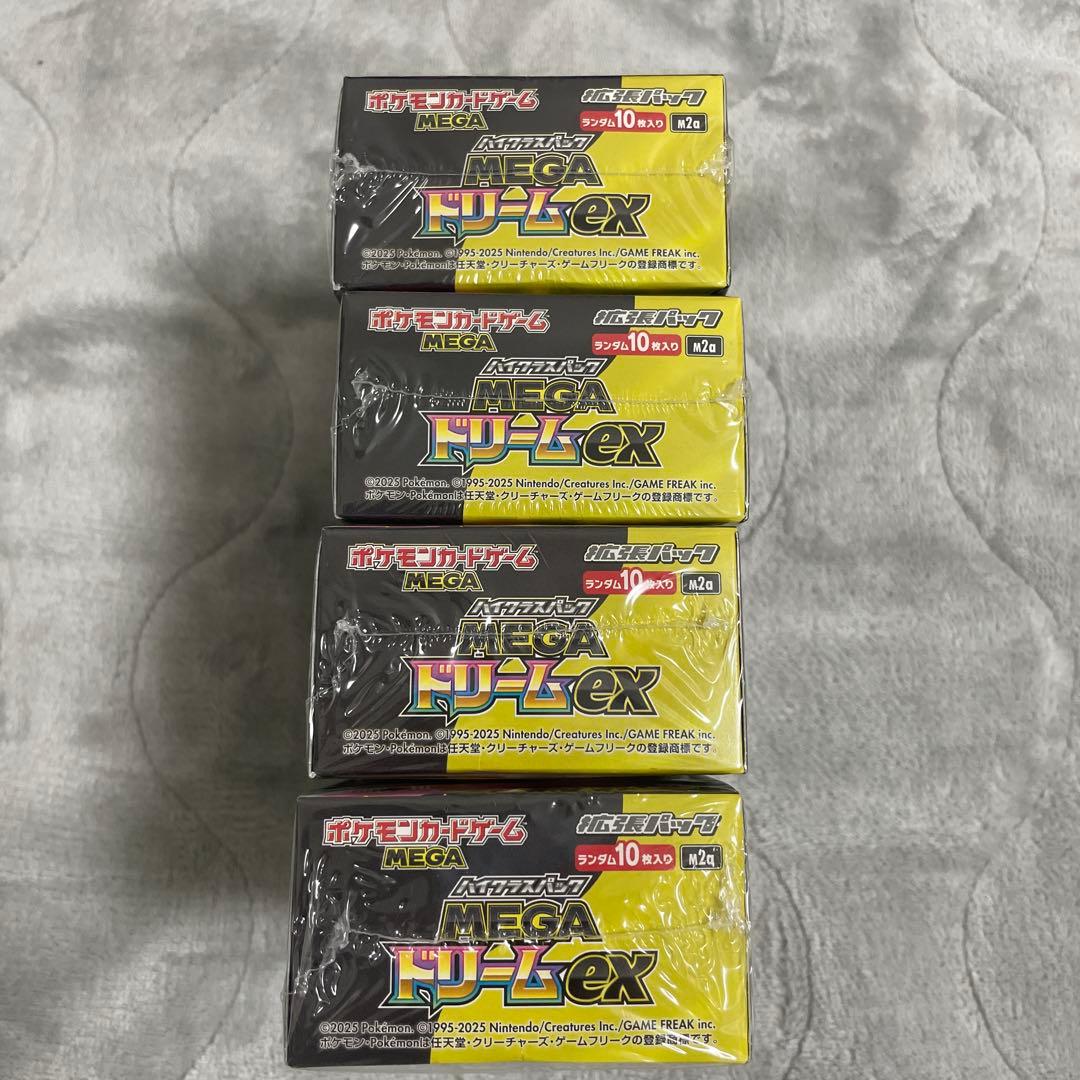 ポケモンカードゲーム 拡張パック
MEGA ランダム10枚入り M2a
ハイクラスパック
MEGA
ドリームex
©2025 Pokémon. ©1995-2025 Nintendo/Creatures Inc./GAME FREAK inc.
ポケモン・Pokémonは任天堂・クリーチャーズ・ゲームフリークの登録商標です。
ポケモンカードゲーム 拡張パック
MEGA ランダム10枚入り M2a
ハイクラスパック
MEGA
ドリームex
©2025 Pokémon. ©1995-2025 Nintendo/Creatures Inc./GAME FREAK inc.
ポケモン・Pokémonは任天堂・クリーチャーズ・ゲームフリークの登録商標です。
ポケモンカードゲーム 拡張パック
MEGA ランダム10枚入り M2a
ハイクラスパック
MEGA
ドリームex
©2025 Pokémon. ©1995-2025 Nintendo/Creatures Inc./GAME FREAK inc.
ポケモン・Pokémonは任天堂・クリーチャーズ・ゲームフリークの登録商標です。
ポケモンカードゲーム 拡張パック
MEGA ランダム10枚入り M2a
ハイクラスパック
MEGA
ドリームex
©2025 Pokémon. ©1995-2025 Nintendo/Creatures Inc./GAME FREAK inc.
ポケモン・Pokémonは任天堂・クリーチャーズ・ゲームフリークの登録商標です。